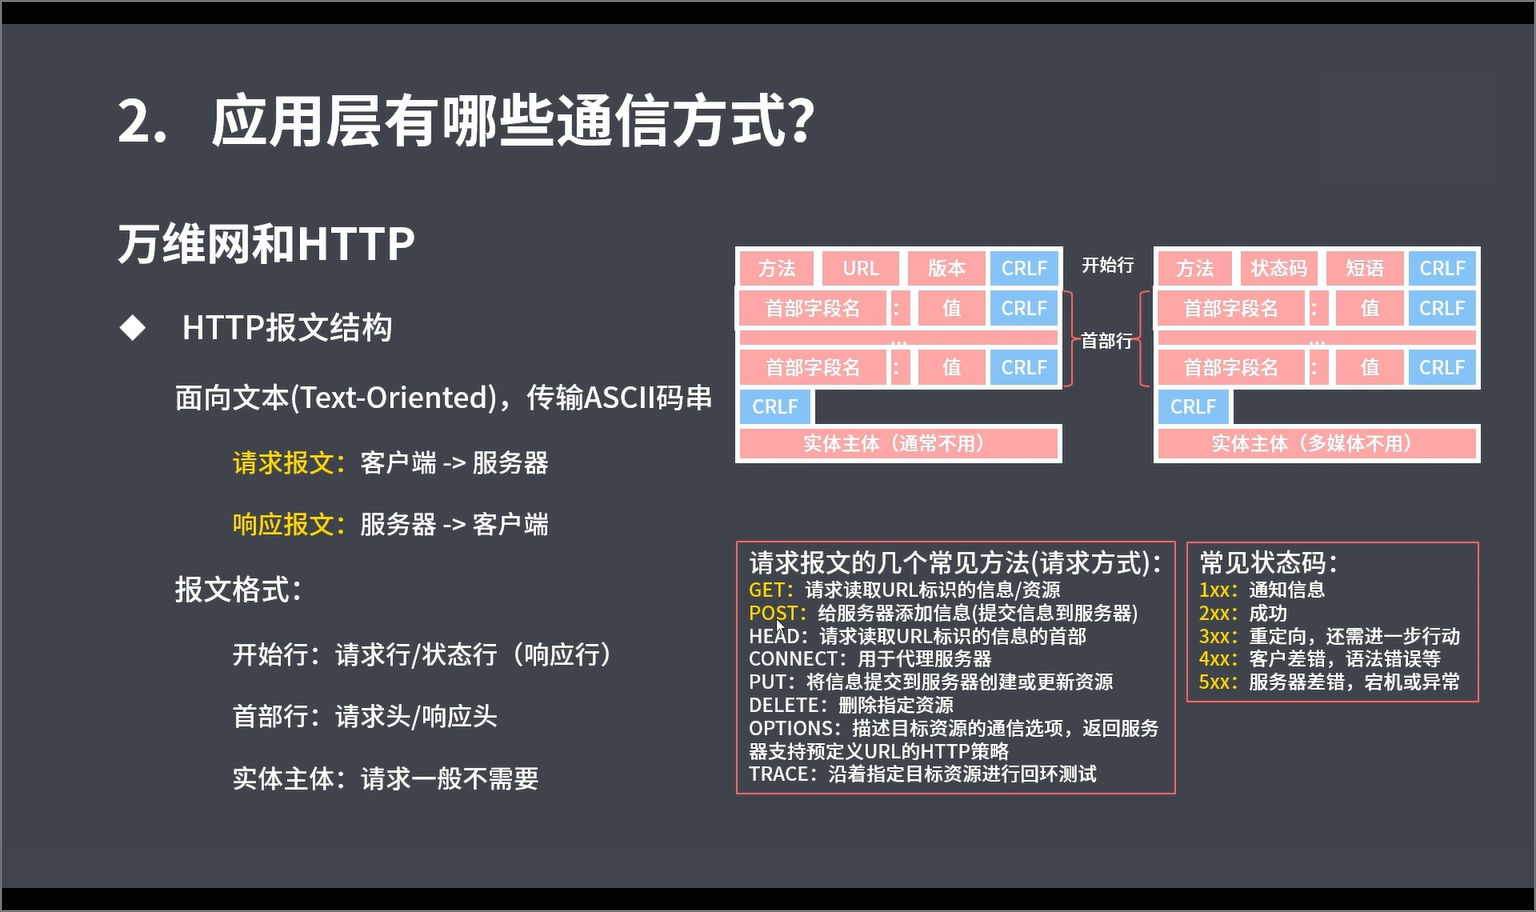 2. 应用层有哪些通信方式？
万维网和HTTP
◆ HTTP报文结构
面向文本(Text-Oriented)，传输ASCII码串
请求报文：客户端 -> 服务器
响应报文：服务器 -> 客户端
报文格式：
开始行：请求行/状态行（响应行）
首部行：请求头/响应头
实体主体：请求一般不需要
方法 URL 版本 CRLF
首部字段名 ： 值 CRLF
...
首部字段名 ： 值 CRLF
CRLF
实体主体（通常不用）
开始行
首部行
方法 状态码 短语 CRLF
首部字段名 ： 值 CRLF
...
首部字段名 ： 值 CRLF
CRLF
实体主体（多媒体不用）
请求报文的几个常见方法(请求方式)：
GET：请求读取URL标识的信息/资源
POST：给服务器添加信息(提交信息到服务器)
HEAD：请求读取URL标识的信息的首部
CONNECT：用于代理服务器
PUT：将信息提交到服务器创建或更新资源
DELETE：删除指定资源
OPTIONS：描述目标资源的通信选项，返回服务
器支持预定义URL的HTTP策略
TRACE：沿着指定目标资源进行回环测试
常见状态码：
1xx：通知信息
2xx：成功
3xx：重定向，还需进一步行动
4xx：客户差错，语法错误等
5xx：服务器差错，宕机或异常